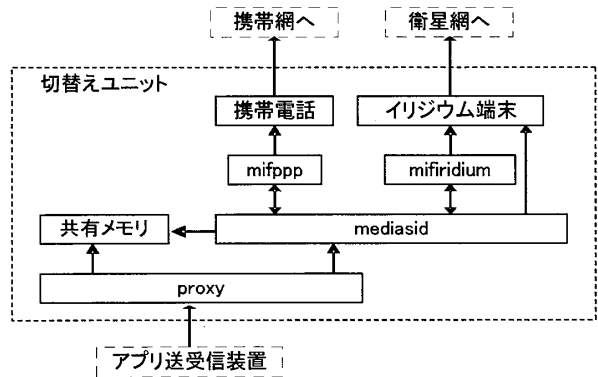 携帯網へ
衛星網へ
切替えユニット
携帯電話
イリジウム端末
mifppp
mifiridium
共有メモリ
mediasid
proxy
アプリ送受信装置